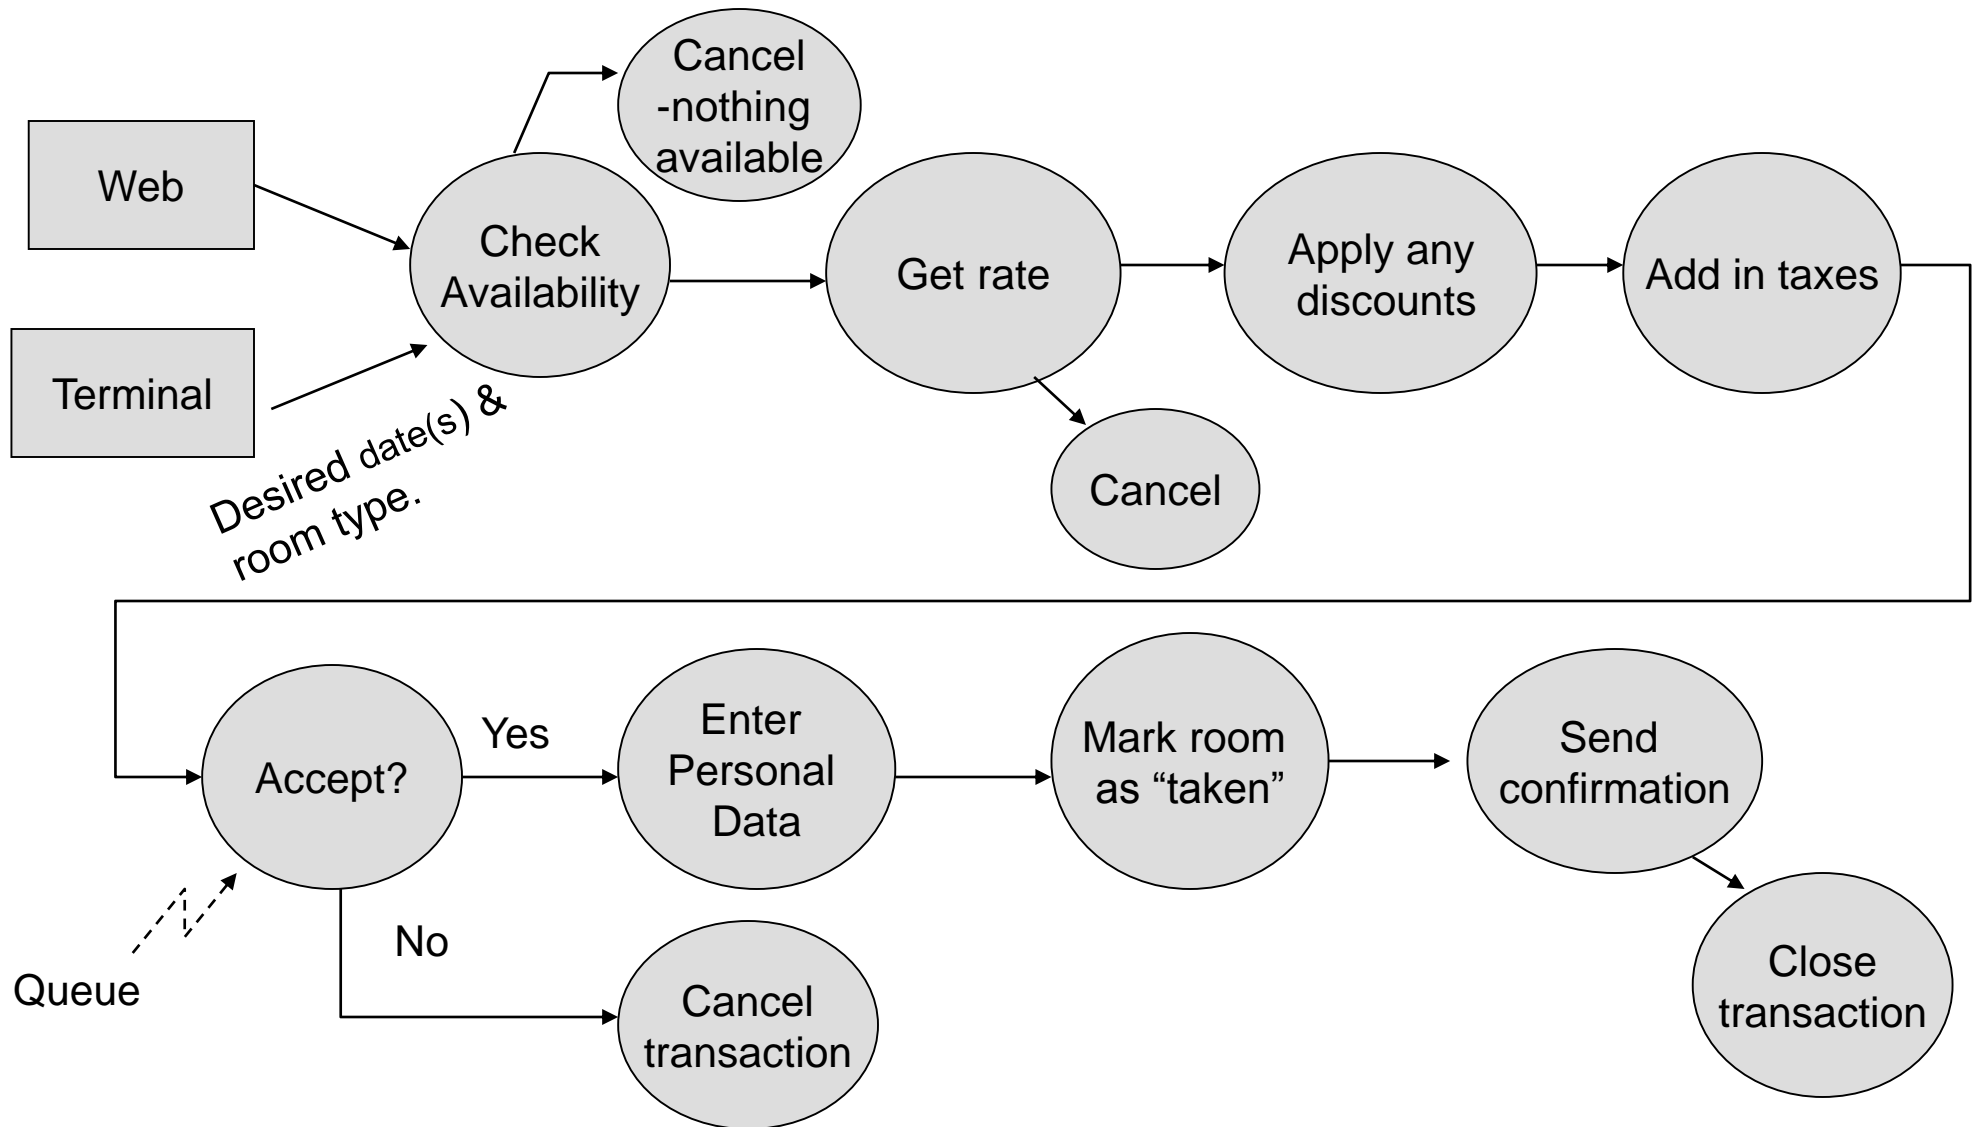 Cancel
-nothing
available
Web
Check
Availability
Get rate
Apply any
discounts
Add in taxes
Terminal
Desired date(s) &
room type.
Cancel
Accept?
Yes
Enter
Personal
Data
Mark room
as “taken”
Send
confirmation
No
Queue
Cancel
transaction
Close
transaction